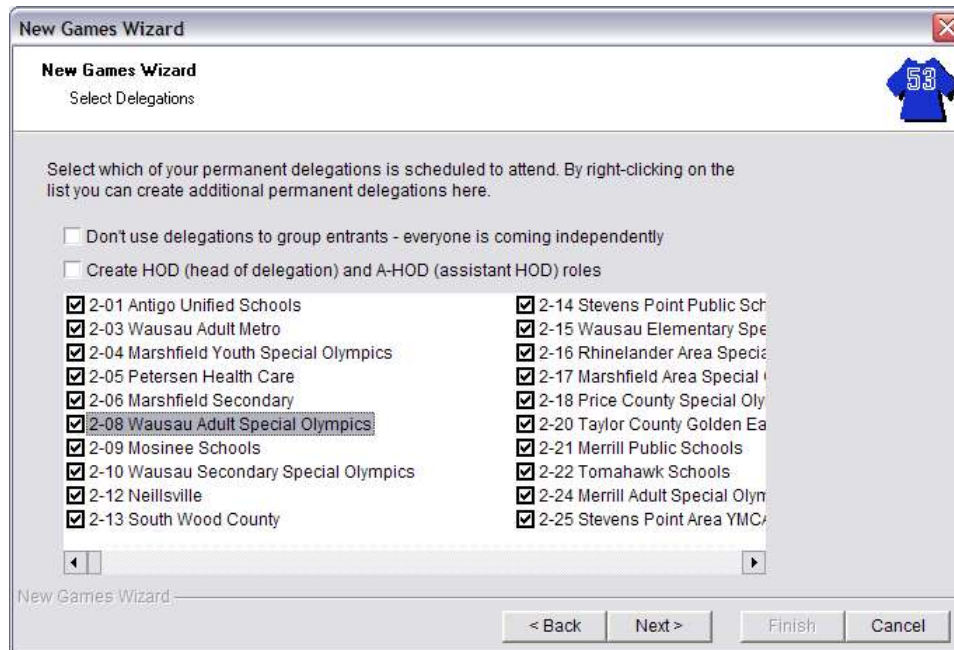 New Games Wizard
New Games Wizard
Select Delegations
53
Select which of your permanent delegations is scheduled to attend. By right-clicking on the
list you can create additional permanent delegations here.
Don't use delegations to group entrants - everyone is coming independently
Create HOD (head of delegation) and A-HOD (assistant HOD) roles
2-01 Antigo Unified Schools
2-03 Wausau Adult Metro
2-04 Marshfield Youth Special Olympics
2-05 Petersen Health Care
2-06 Marshfield Secondary
2-08 Wausau Adult Special Olympics
2-09 Mosinee Schools
2-10 Wausau Secondary Special Olympics
2-12 Neillsville
2-13 South Wood County
2-14 Stevens Point Public Sch
2-15 Wausau Elementary Spe
2-16 Rhinelander Area Specia
2-17 Marshfield Area Special
2-18 Price County Special Oly
2-20 Taylor County Golden Ea
2-21 Merrill Public Schools
2-22 Tomahawk Schools
2-24 Merrill Adult Special Olym
2-25 Stevens Point Area YMCA
New Games Wizard
< Back
Next >
Finish
Cancel